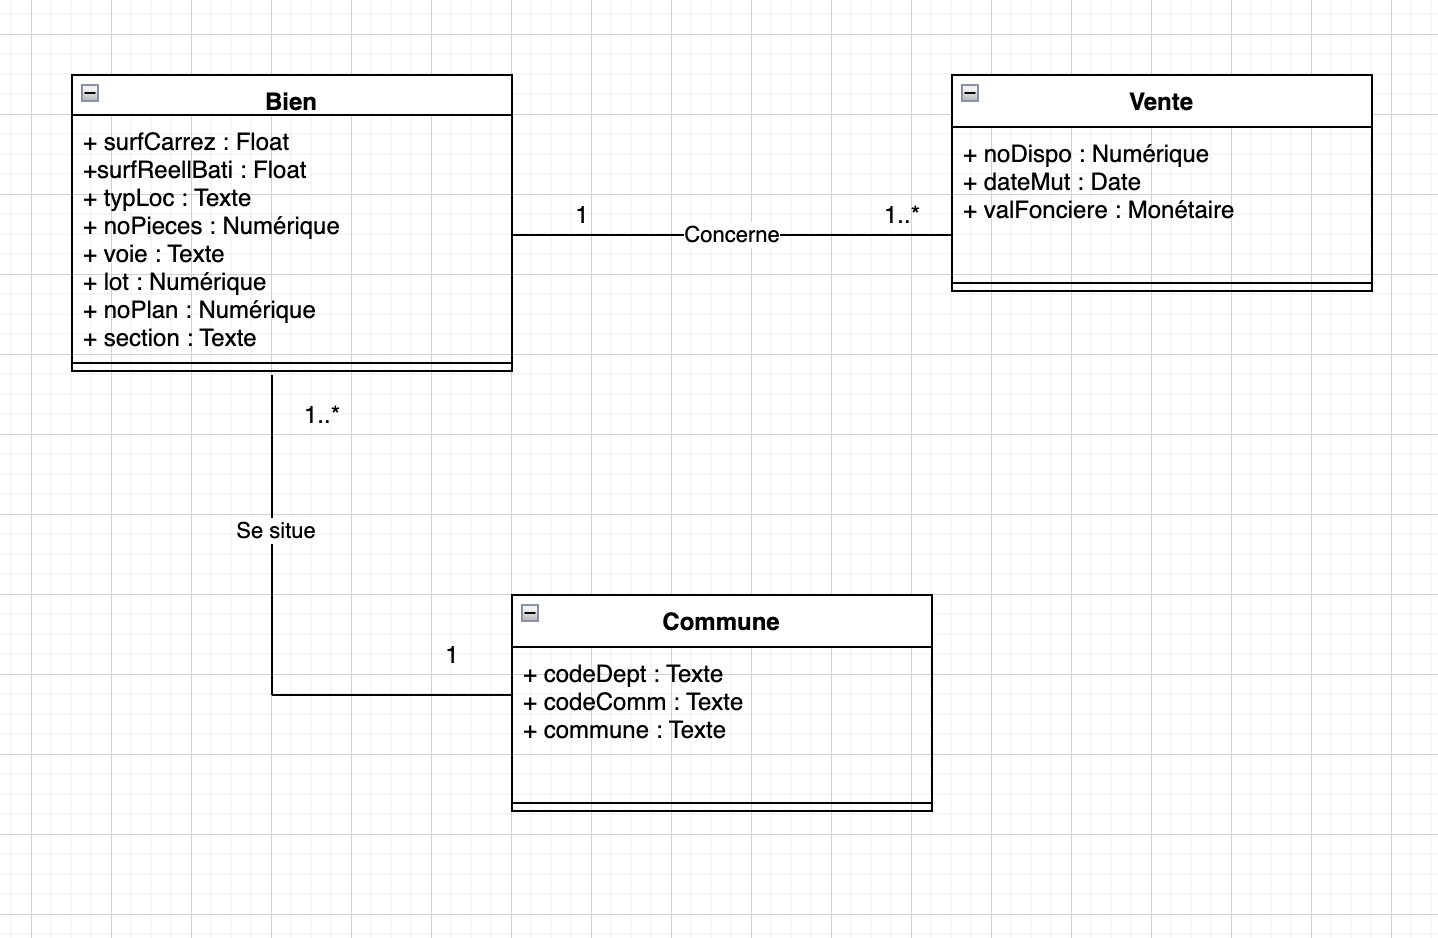 Bien
+ surfCarrez : Float
+surfReellBati : Float
+ typLoc : Texte
+ noPieces : Numérique
+ voie : Texte
+ lot : Numérique
+ noPlan : Numérique
+ section : Texte
1
Concerne
1..*
Vente
+ noDispo : Numérique
+ dateMut : Date
+ valFonciere : Monétaire
1..*
Se situe
1
Commune
+ codeDept : Texte
+ codeComm : Texte
+ commune : Texte